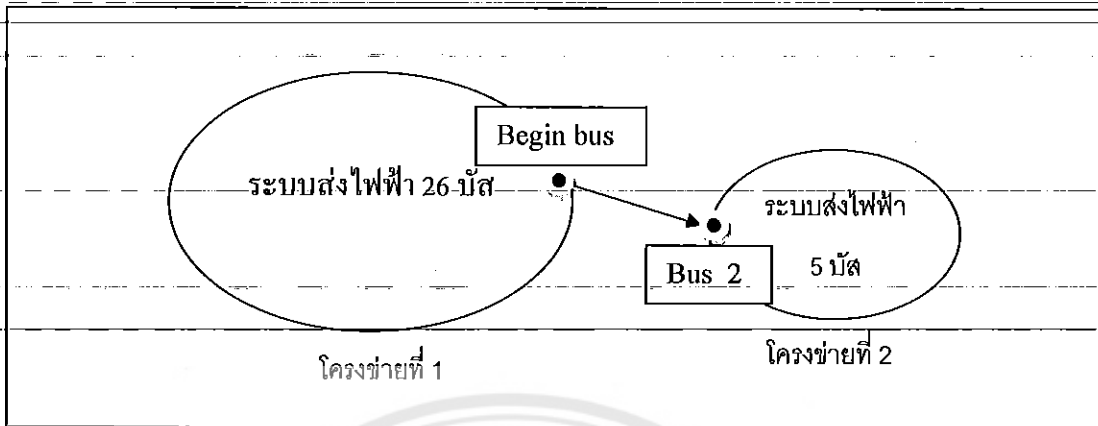 Begin bus
ระบบส่งไฟฟ้า 26 บัส
ระบบส่งไฟฟ้า
5 บัส
Bus 2
โครงข่ายที่ 1
โครงข่ายที่ 2